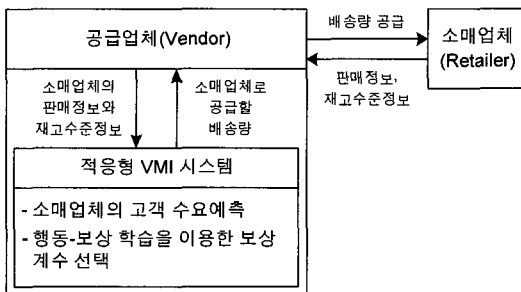 공급업체(Vendor)
배송량 공급
소매업체
(Retailer)
판매정보,
재고수준정보
소매업체의
판매정보와
재고수준정보
소매업체로
공급할
배송량
적응형 VMI 시스템
- 소매업체의 고객 수요예측
- 행동-보상 학습을 이용한 보상
계수 선택